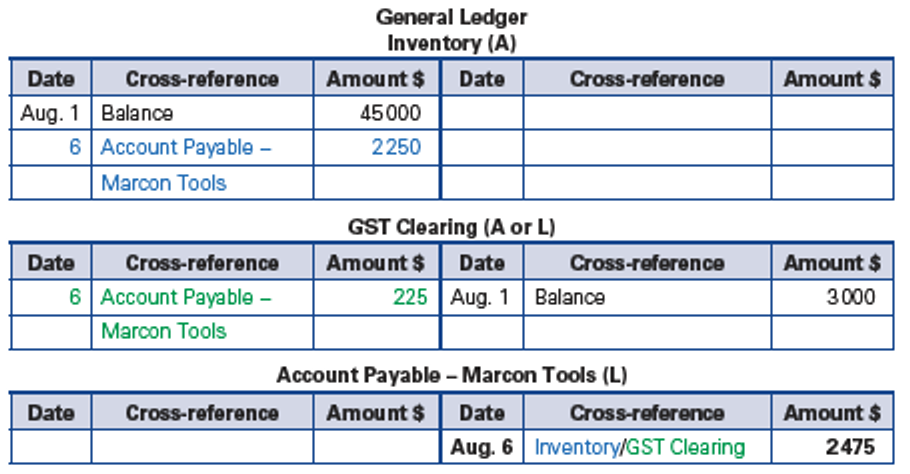 General Ledger
Inventory (A)
Date Cross-reference Amount $ Date Cross-reference Amount $
Aug. 1 Balance 45000
6 Account Payable – 2250
Marcon Tools
GST Clearing (A or L)
Date Cross-reference Amount $ Date Cross-reference Amount $
6 Account Payable – 225 Aug. 1 Balance 3000
Marcon Tools
Account Payable – Marcon Tools (L)
Date Cross-reference Amount $ Date Cross-reference Amount $
Aug. 6 Inventory/GST Clearing 2475